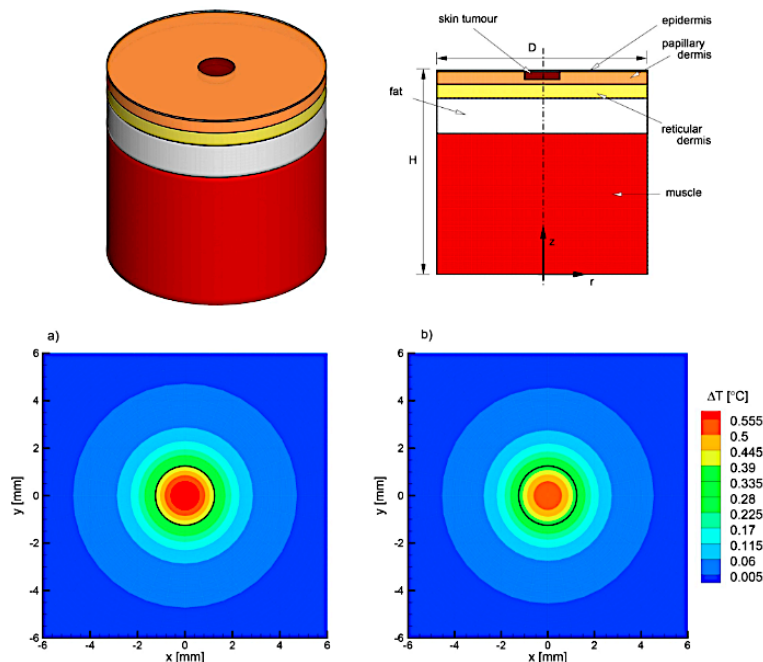 skin tumour
D
epidermis
papillary
dermis
fat
reticular
dermis
H
muscle
z
r
a)
b)
6
4
2
0
-2
-4
-6
y [mm]
-6 -4 -2 0 2 4 6
x [mm]
6
4
2
0
-2
-4
-6
y [mm]
-6 -4 -2 0 2 4 6
x [mm]
ΔT [°C]
0.555
0.5
0.445
0.39
0.335
0.28
0.225
0.17
0.115
0.06
0.005